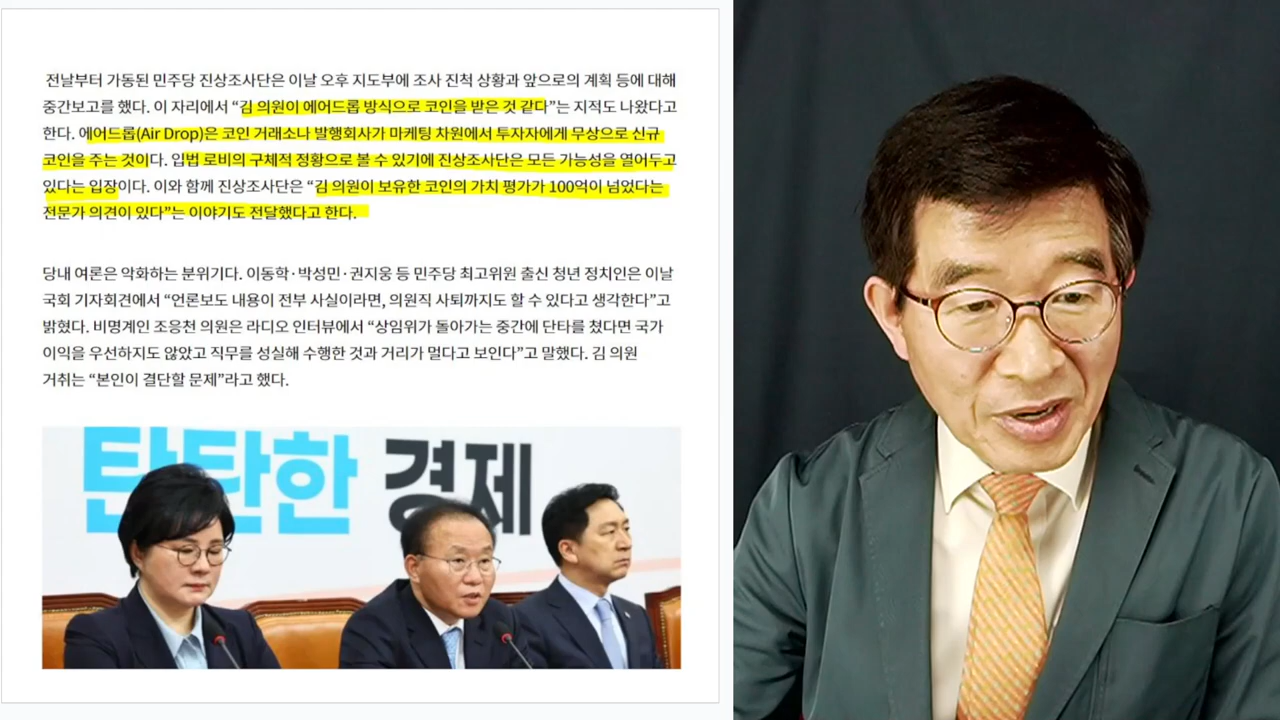 전날부터 가동된 민주당 진상조사단은 이날 오후 지도부에 조사 진척 상황과 앞으로의 계획 등에 대해
중간보고를 했다. 이 자리에서 “김 의원이 에어드롭 방식으로 코인을 받은 것 같다”는 지적도 나왔다고
한다. 에어드롭(Air Drop)은 코인 거래소나 발행회사가 마케팅 차원에서 투자자에게 무상으로 신규
코인을 주는 것이다. 입법 로비의 구체적 정황으로 볼 수 있기에 진상조사단은 모든 가능성을 열어두고
있다는 입장이다. 이와 함께 진상조사단은 “김 의원이 보유한 코인의 가치 평가가 100억이 넘었다는
전문가 의견이 있다”는 이야기도 전달했다고 한다.
당내 여론은 악화하는 분위기다. 이동학·박성민·권지웅 등 민주당 최고위원 출신 청년 정치인은 이날
국회 기자회견에서 “언론보도 내용이 전부 사실이라면, 의원직 사퇴까지도 할 수 있다고 생각한다”고
밝혔다. 비명계인 조응천 의원은 라디오 인터뷰에서 “상임위가 돌아가는 중간에 단타를 쳤다면 국가
이익을 우선하지도 않았고 직무를 성실해 수행한 것과 거리가 멀다고 보인다”고 말했다. 김 의원
거취는 “본인이 결단할 문제”라고 했다.
탄탄한 경제